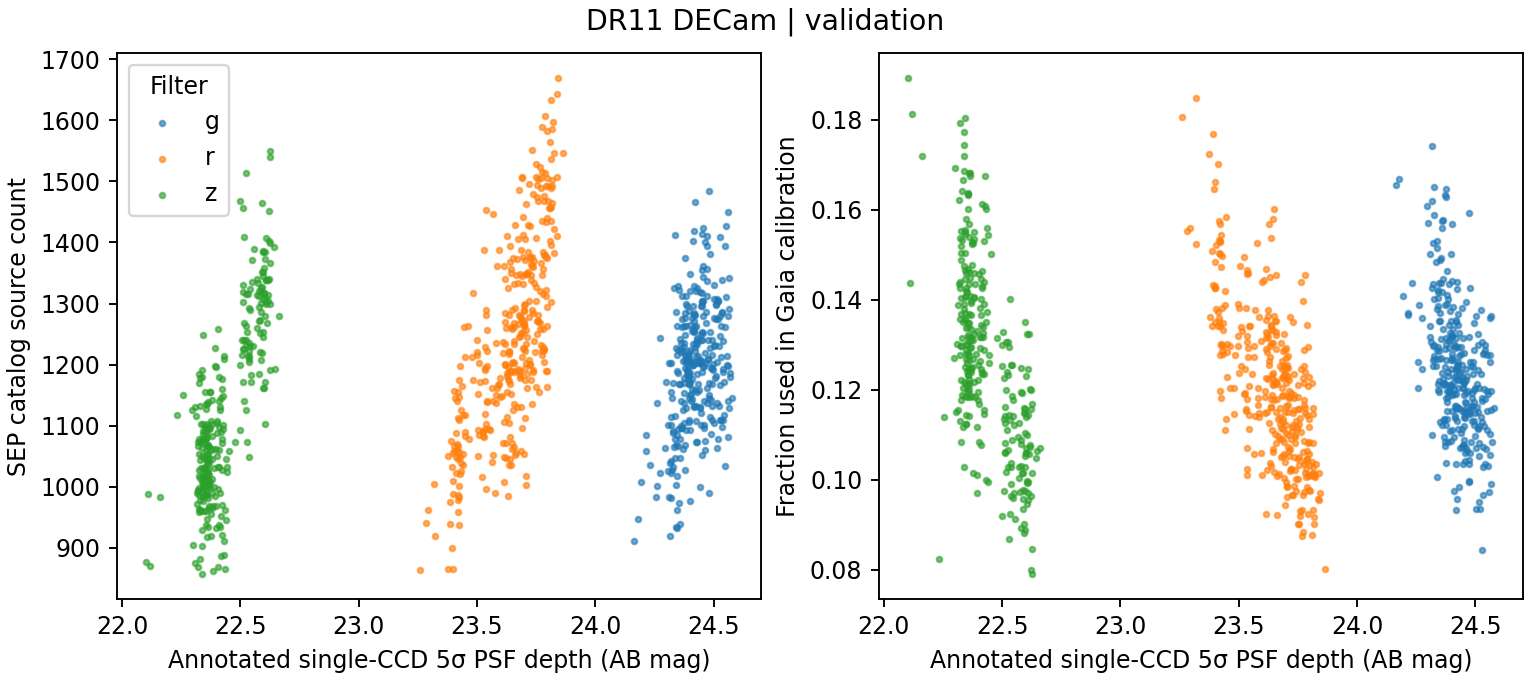 DR11 DECam | validation
SEP catalog source count
1700
1600
1500
1400
1300
1200
1100
1000
900
Filter
g
r
z
22.0 22.5 23.0 23.5 24.0 24.5
Annotated single-CCD 5σ PSF depth (AB mag)
Fraction used in Gaia calibration
0.18
0.16
0.14
0.12
0.10
0.08
22.0 22.5 23.0 23.5 24.0 24.5
Annotated single-CCD 5σ PSF depth (AB mag)